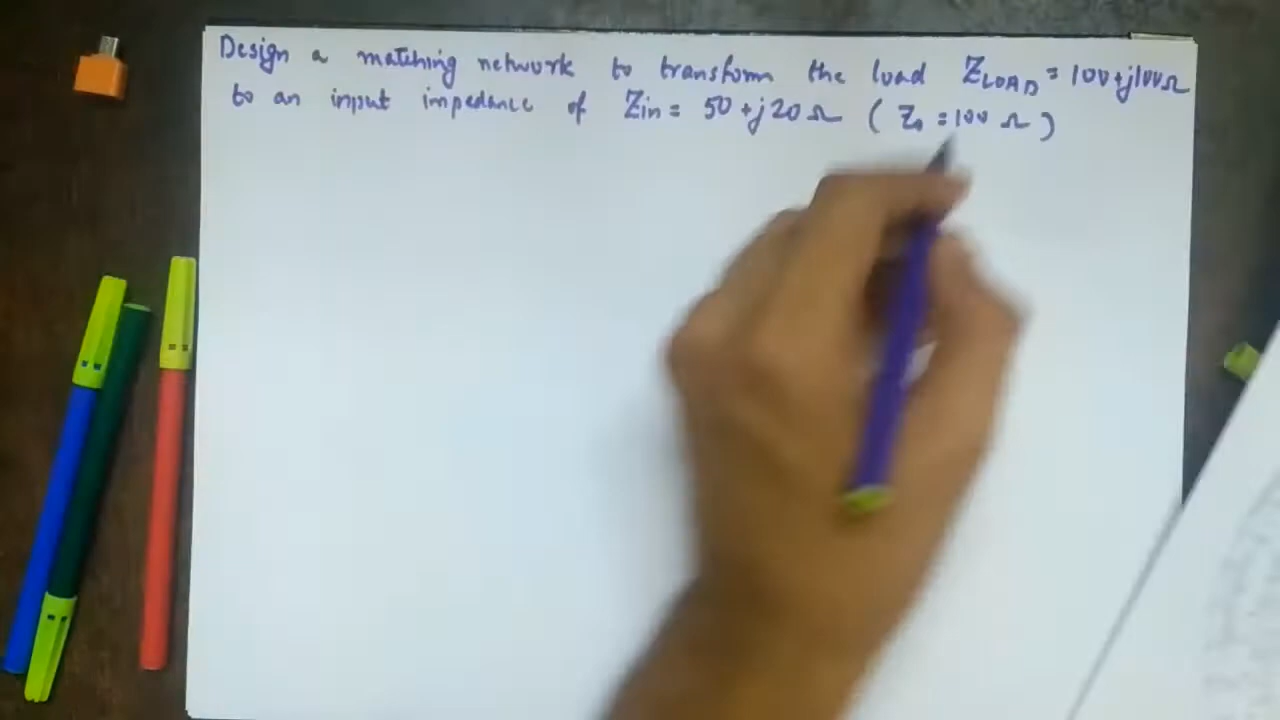 Design a matching network to transform the load ZLOAD = 100+j100Ω
to an input impedance of Zin = 50+j20Ω (Z0 = 100 Ω)